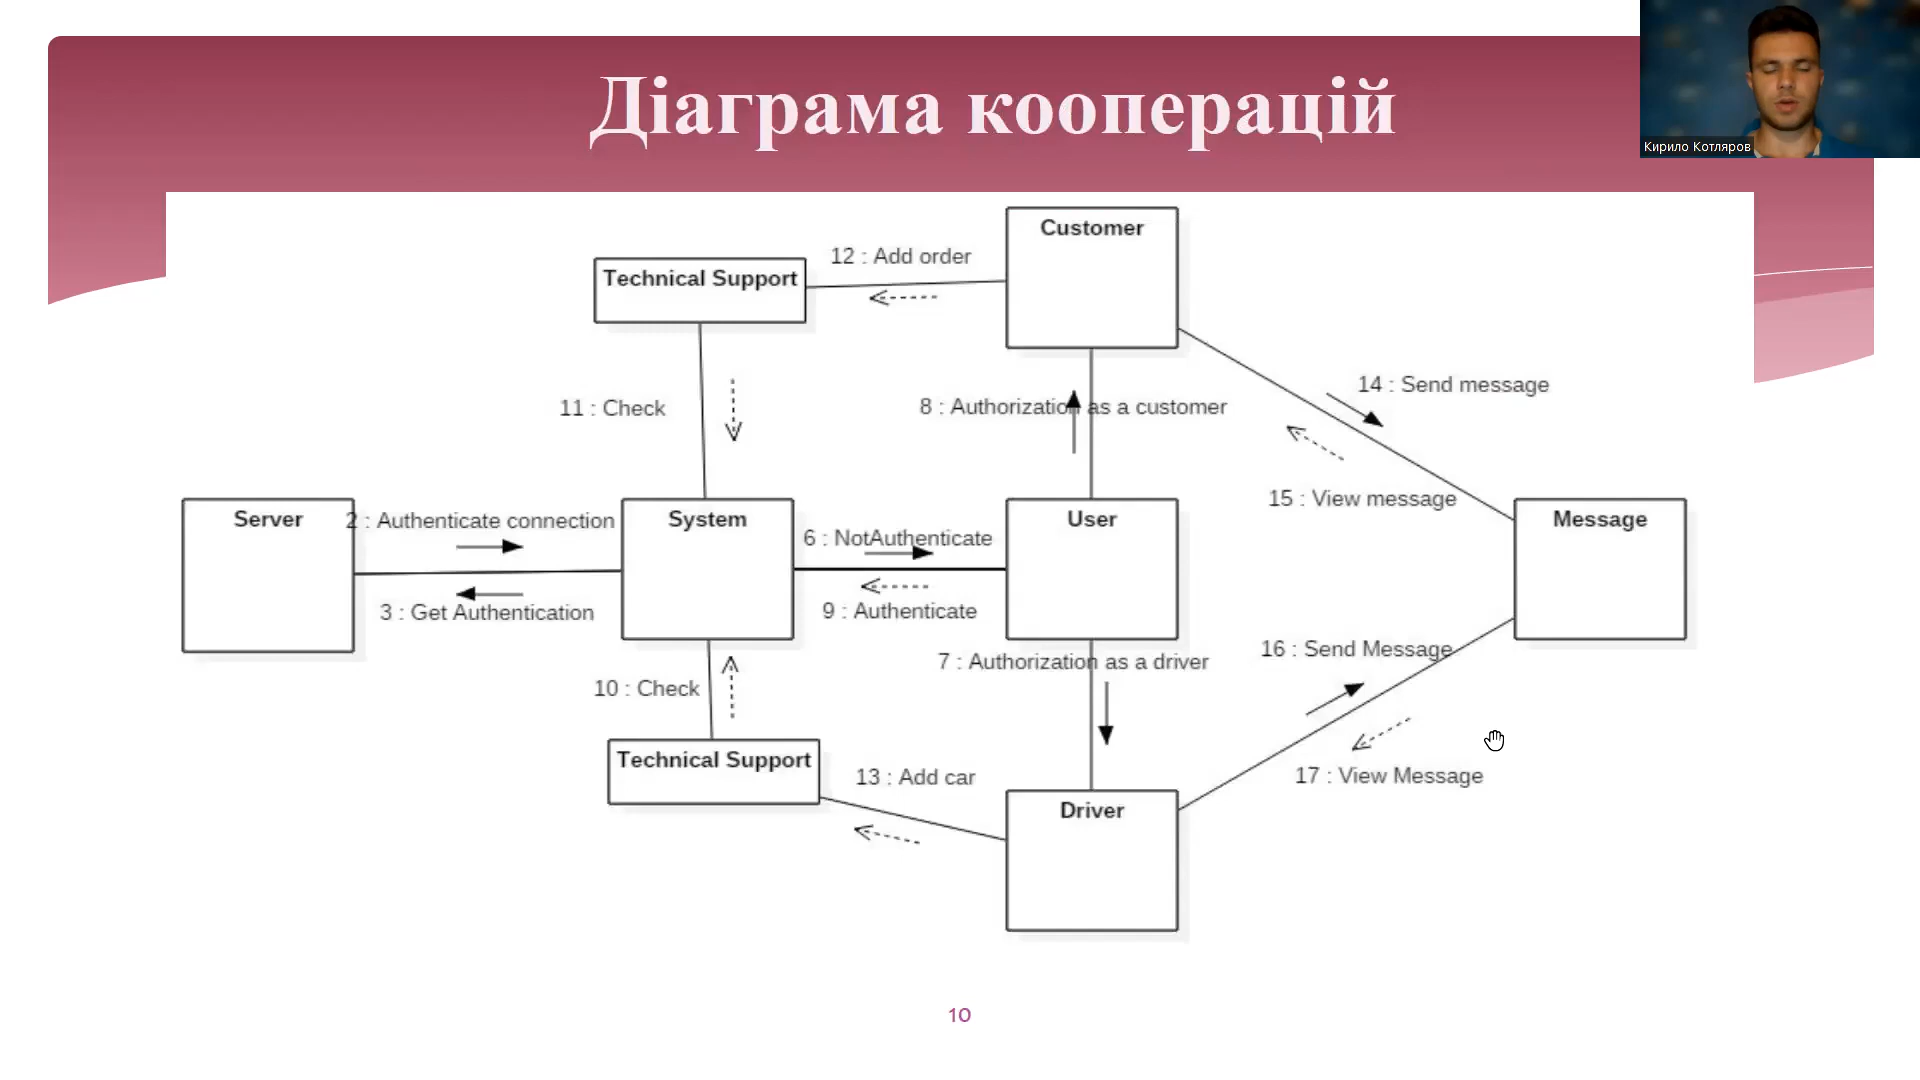 Діаграма кооперацій
Кирило Котляров
Customer
12 : Add order
Technical Support
14 : Send message
11 : Check
8 : Authorization as a customer
15 : View message
Server
2 : Authenticate connection
System
6 : NotAuthenticate
User
Message
3 : Get Authentication
9 : Authenticate
16 : Send Message
7 : Authorization as a driver
10 : Check
Technical Support
13 : Add car
17 : View Message
Driver
10